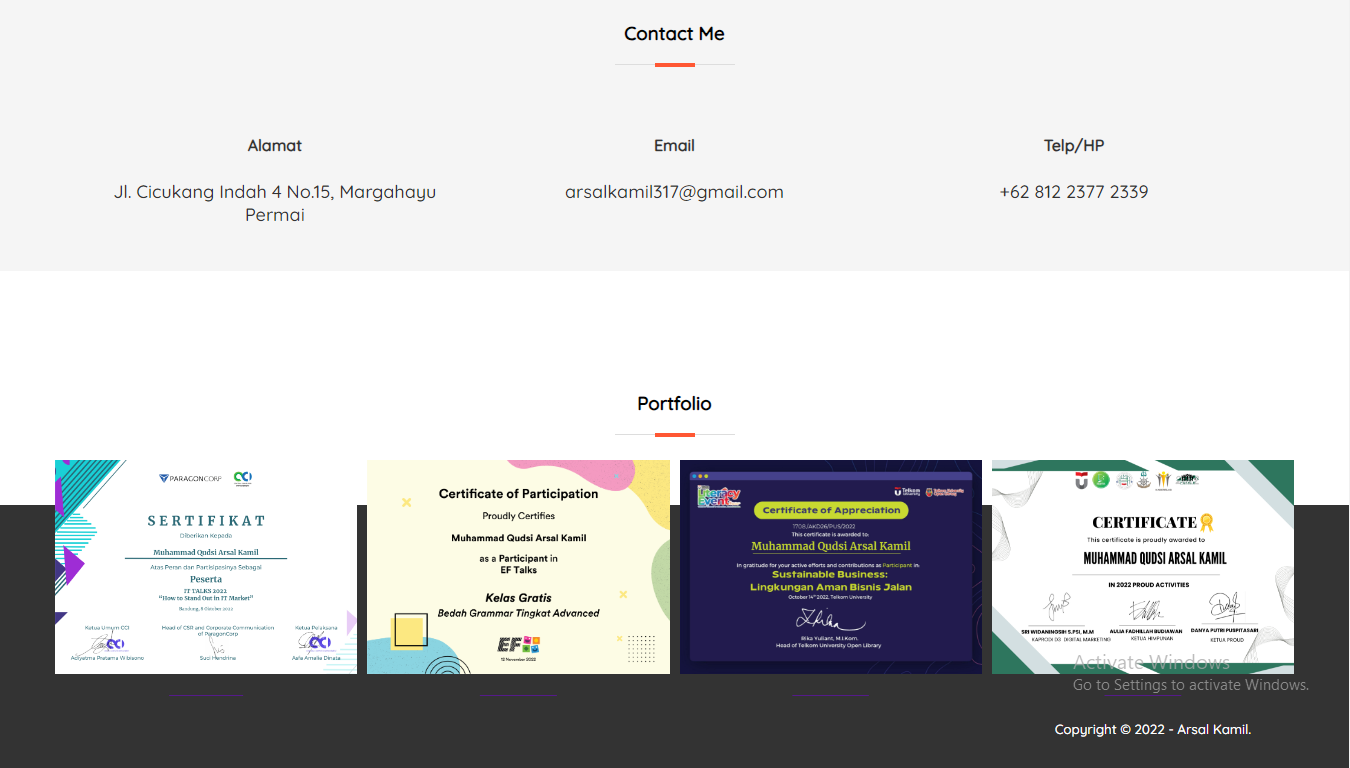 Contact Me
Alamat
Email
Telp/HP
Jl. Cicukang Indah 4 No.15, Margahayu
Permai
arsalkamil317@gmail.com
+62 812 2377 2339
Portfolio
PARAGONCORP
SERTIFIKAT
Diberikan Kepada
Muhammad Qudsi Arsal Kamil
Atas Peran dan Partisipasinya Sebagai
Peserta
IT TALKS 2022
"How to Stand Out in IT Market"
Bandung, 8 Oktober 2022
Ketua Umum CCI
Head of CSR and Corporate Communication
of ParagonCorp
Ketua Pelaksana
Adiyatma Pratama Wibisono
Suci Hendrina
Asfa Amalia Dinata
Certificate of Participation
Proudly Certifies
Muhammad Qudsi Arsal Kamil
as a Participant in
EF Talks
Kelas Gratis
Bedah Grammar Tingkat Advanced
EF
12 November 2022
Literacy
Event
Telkom
University
Certificate of Appreciation
1708/AKD26/PUS/2022
This certificate is awarded to:
Muhammad Qudsi Arsal Kamil
In gratitude for your active efforts and contributions as Participant in:
Sustainable Business:
Lingkungan Aman Bisnis Jalan
October 14th 2022, Telkom University
Rika Yuliant, M.I.Kom.
Head of Telkom University Open Library
CERTIFICATE
This certificate is proudly awarded to
MUHAMMAD QUDSI ARSAL KAMIL
IN 2022 PROUD ACTIVITIES
SRI WIDANINGSIH S.PSI, M.M
KAPRODI DG. DIGITAL MARKETING
AULIA FADHILLAH BUDIAWAN
KETUA HIMPUNAN
DANYA PUTRI PUSPITASARI
KETUA PROUD
Activate Windows
Go to Settings to activate Windows.
Copyright © 2022 - Arsal Kamil.